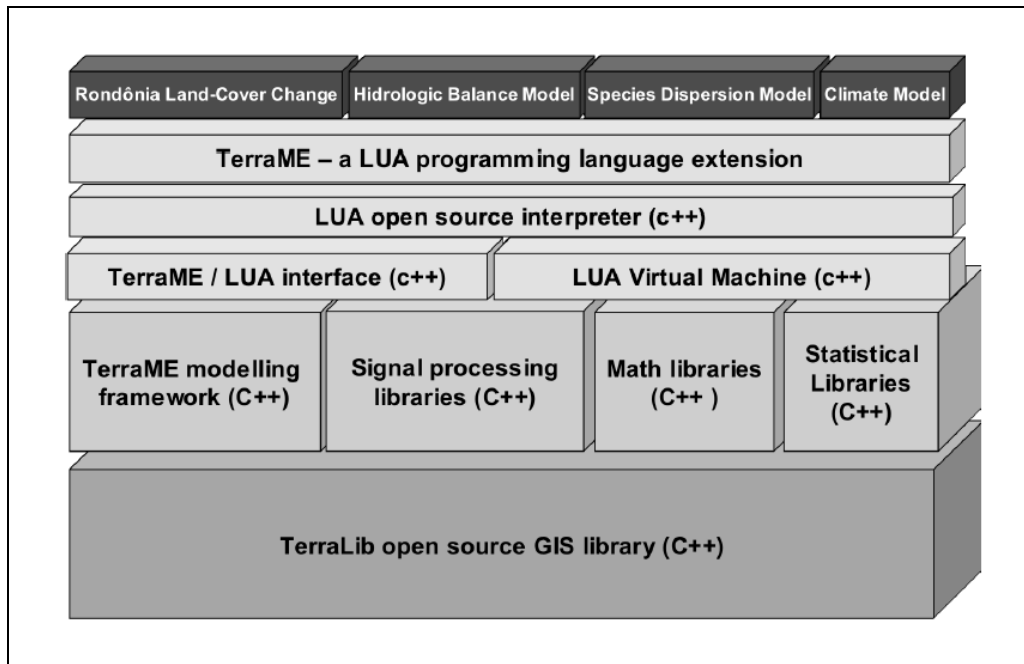 Rondônia Land-Cover Change
Hidrologic Balance Model
Species Dispersion Model
Climate Model
TerraME – a LUA programming language extension
LUA open source interpreter (c++)
TerraME / LUA interface (c++)
LUA Virtual Machine (c++)
TerraME modelling
framework (C++)
Signal processing
libraries (C++)
Math libraries
(C++ )
Statistical
Libraries
(C++)
TerraLib open source GIS library (C++)